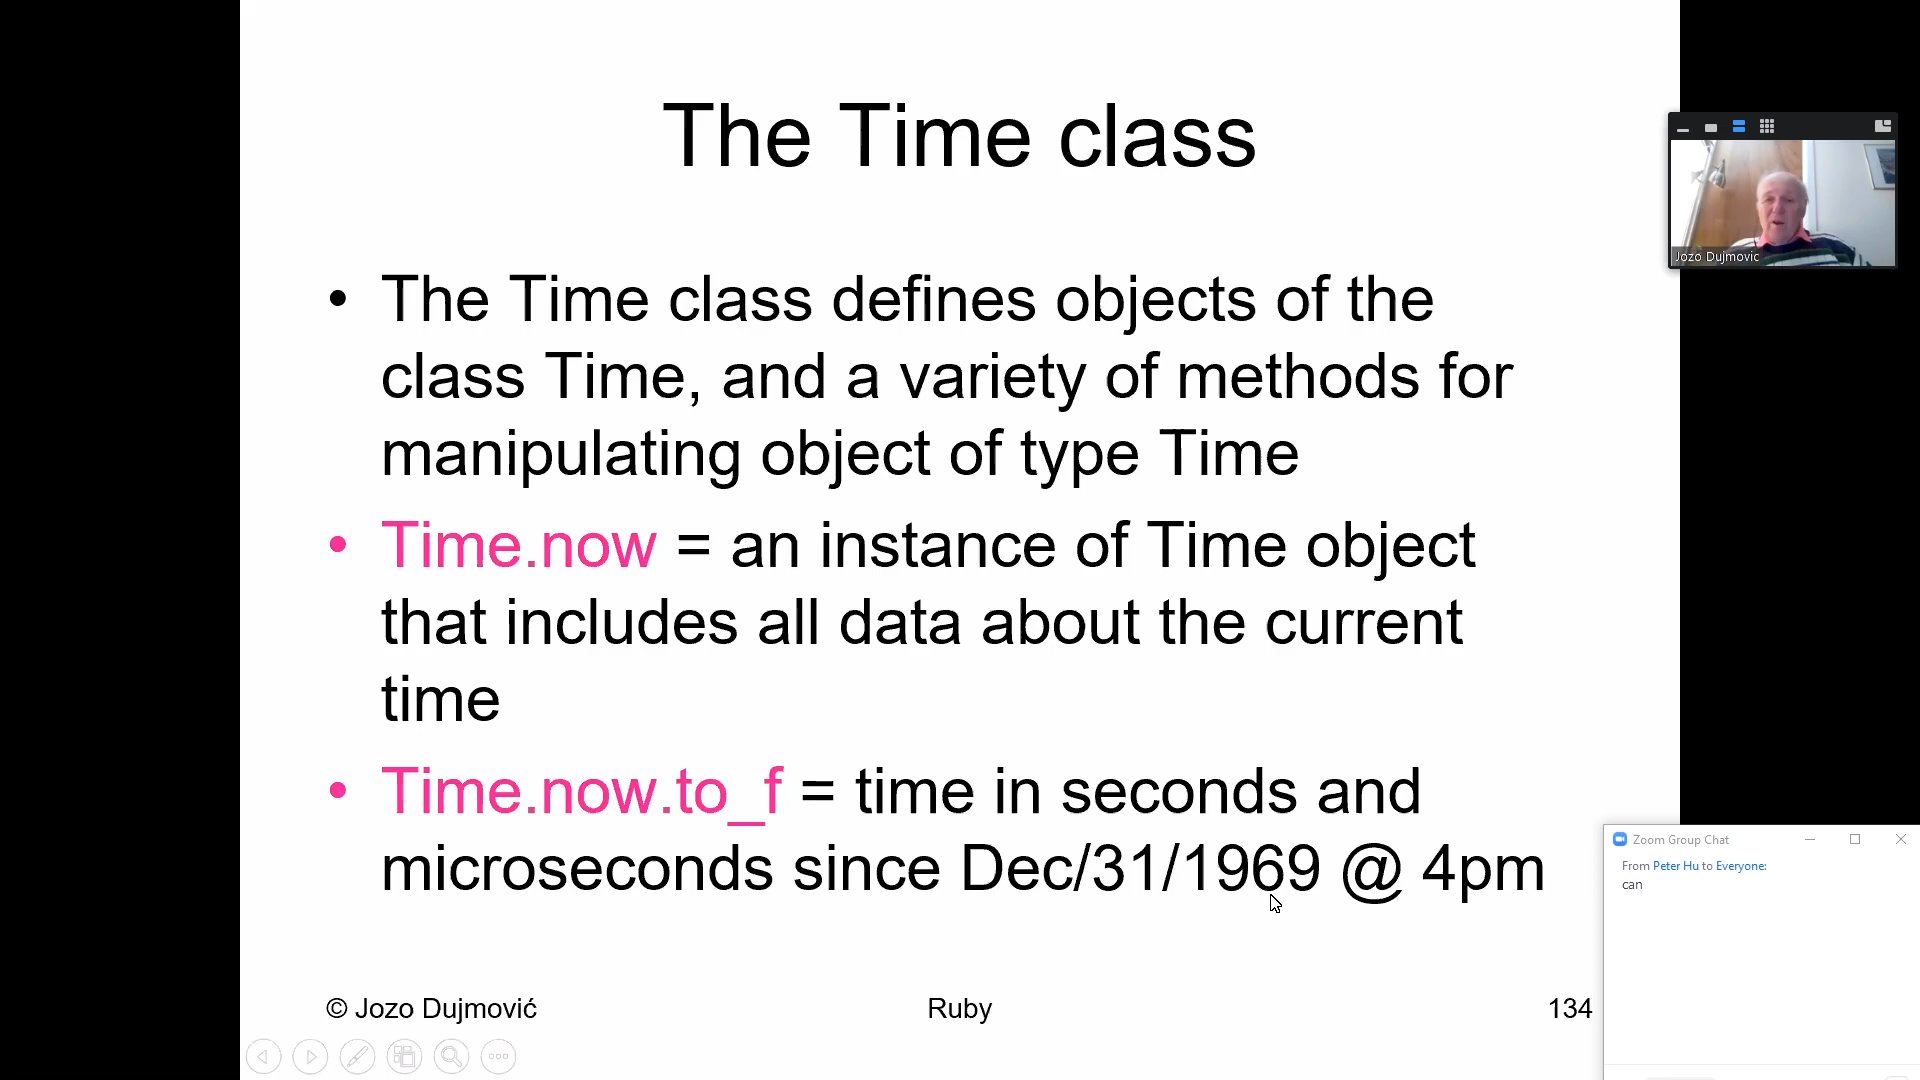 The Time class
• The Time class defines objects of the
class Time, and a variety of methods for
manipulating object of type Time
• Time.now = an instance of Time object
that includes all data about the current
time
• Time.now.to_f = time in seconds and
microseconds since Dec/31/1969 @ 4pm
© Jozo Dujmović
Ruby
134
Jozo Dujmovic
Zoom Group Chat
From Peter Hu to Everyone:
can